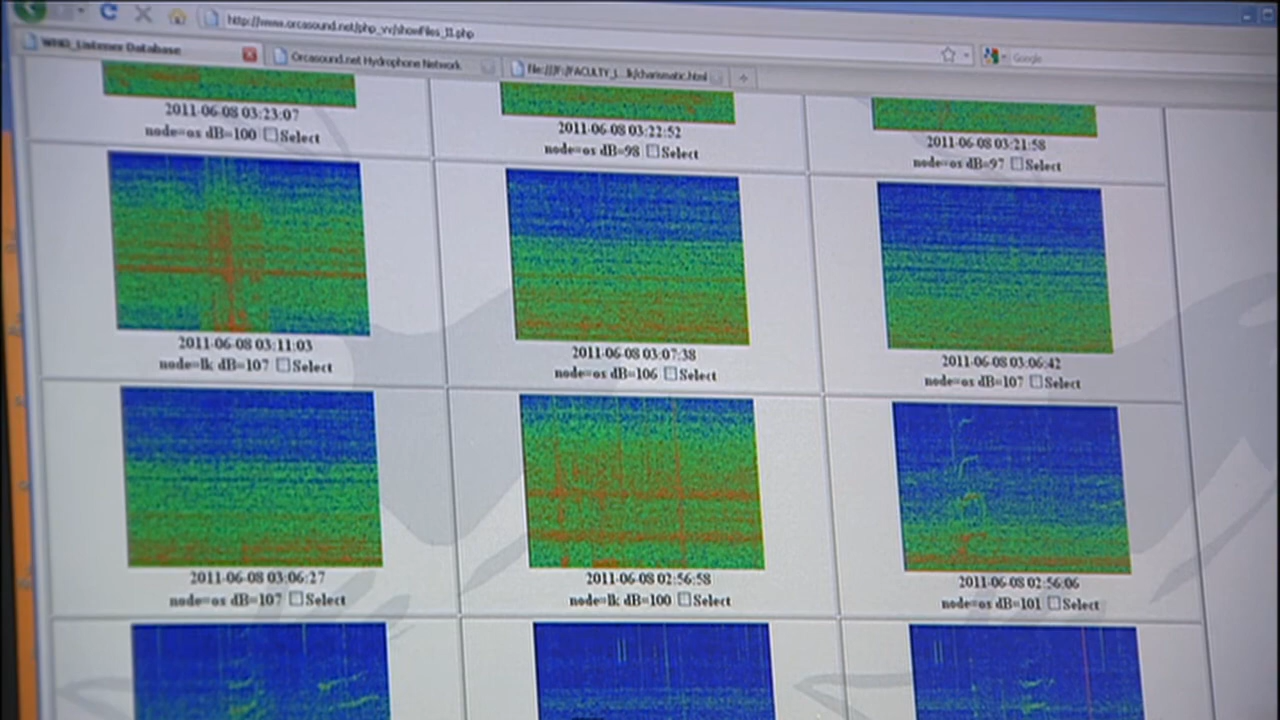 http://www.orcasound.net/php_vv/showFiles_11.php
Google
Listener Database
Orcasound.net Hydrophone Network
2011-06-08 03:23:07
node=os dB=100 Select
2011-06-08 03:22:52
node=os dB=98 Select
2011-06-08 03:21:58
node=os dB=97 Select
2011-06-08 03:11:03
node=lk dB=107 Select
2011-06-08 03:07:38
node=os dB=106 Select
2011-06-08 03:06:42
node=os dB=107 Select
2011-06-08 03:06:27
node=os dB=107 Select
2011-06-08 02:56:58
node=lk dB=100 Select
2011-06-08 02:56:06
node=os dB=101 Select